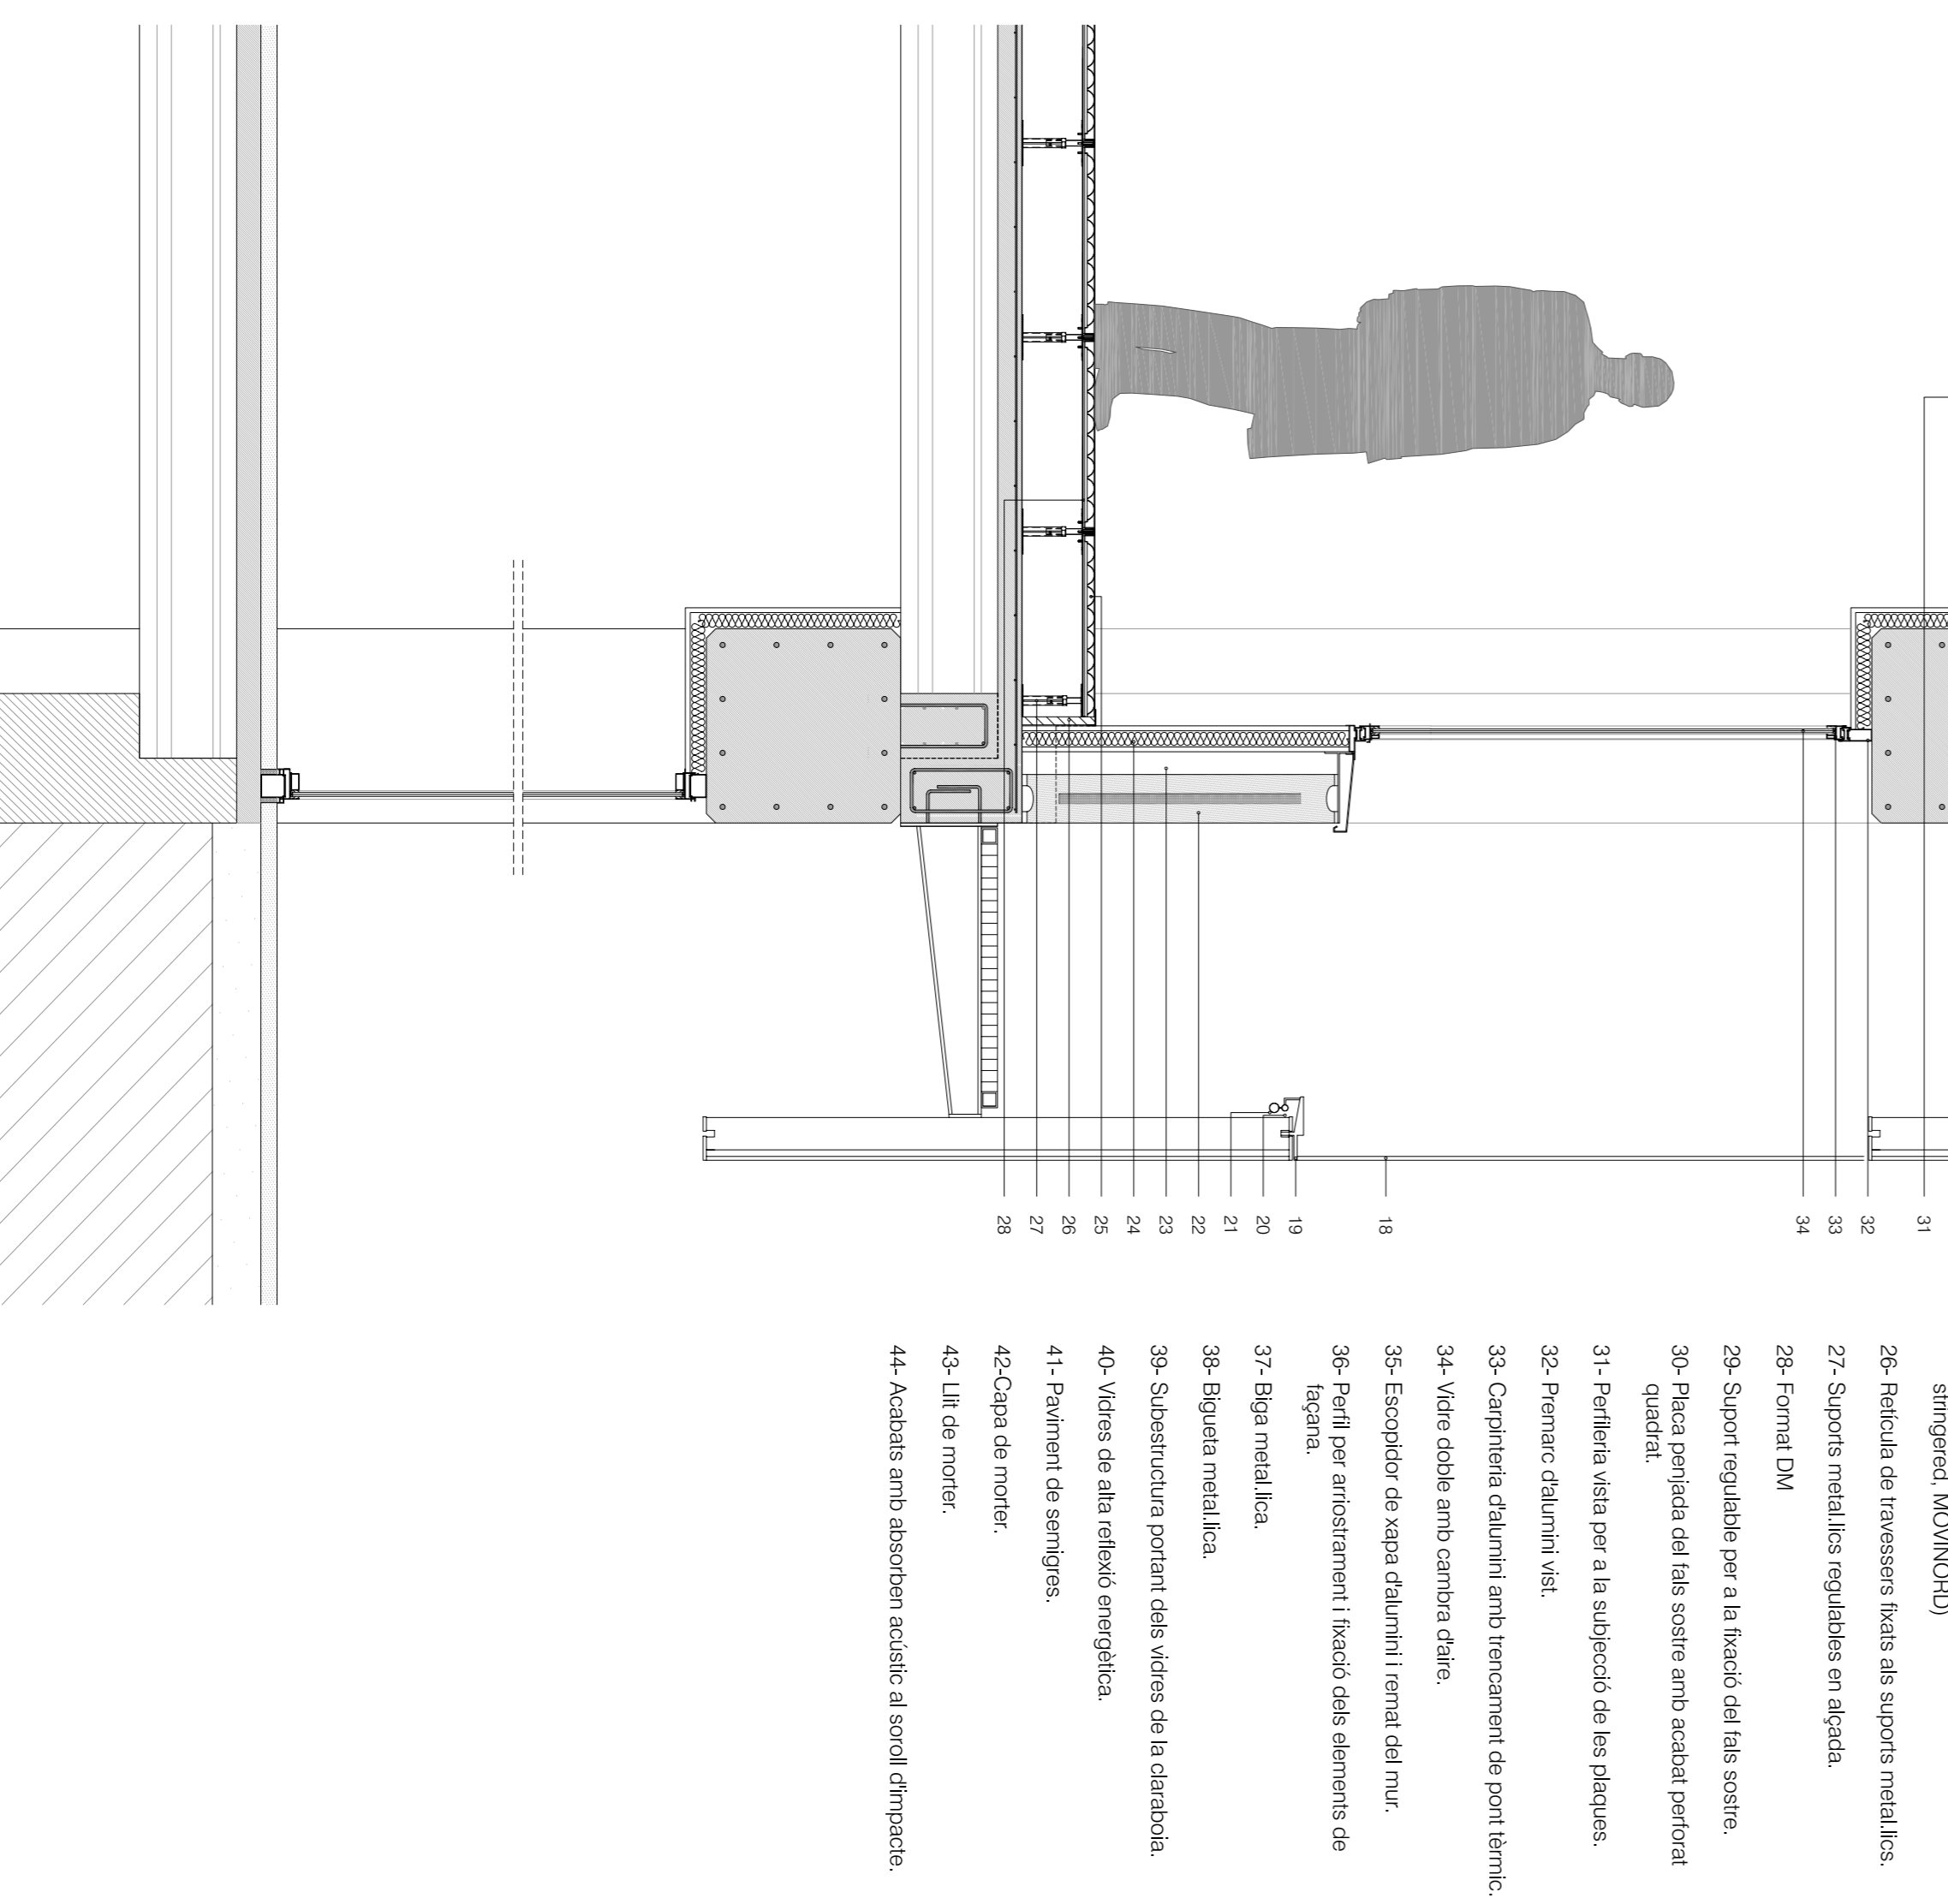 31
32
33
34
18
19
20
21
22
23
24
25
26
27
28
stringered, MOVINORD)
26- Retícula de travessers fixats als suports metal.lics.
27- Suports metal.lics regulables en alçada.
28- Format DM
29- Suport regulable per a la fixació del fals sostre.
30- Placa penjada del fals sostre amb acabat perforat
quadrat.
31- Perfileria vista per a la subjecció de les plaques.
32- Premarc d'alumini vist.
33- Carpinteria d'alumini amb trencament de pont tèrmic.
34- Vidre doble amb cambra d'aire.
35- Escopidor de xapa d'alumini i remat del mur.
36- Perfil per arriostrament i fixació dels elements de
façana.
37- Biga metal.lica.
38- Bigueta metal.lica.
39- Subestructura portant dels vidres de la claraboia.
40- Vidres de alta reflexió energètica.
41- Paviment de semigres.
42-Capa de morter.
43- Llit de morter.
44- Acabats amb absorben acústic al soroll d'impacte.